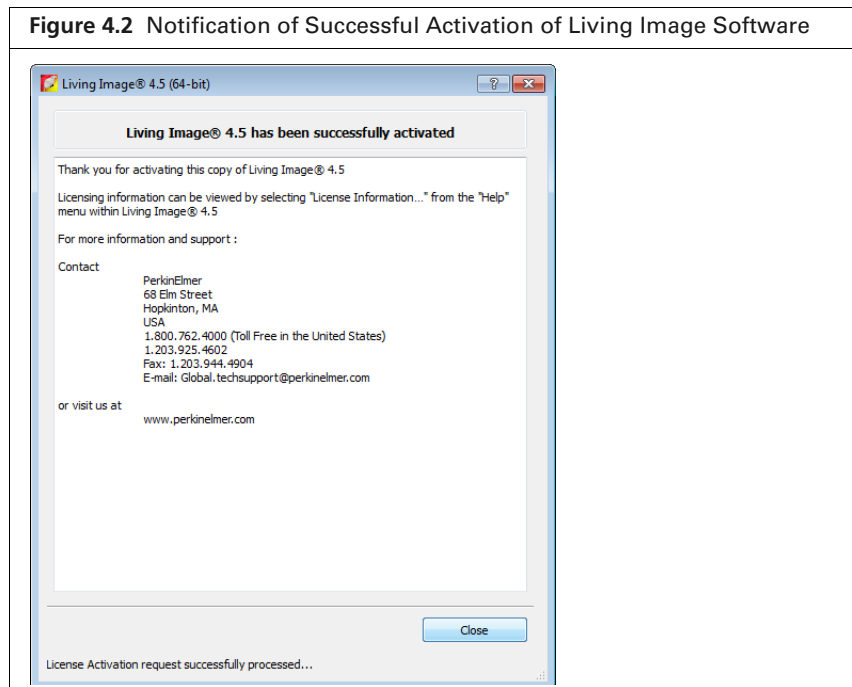 Figure 4.2 Notification of Successful Activation of Living Image Software
Living Image® 4.5 (64-bit)
Living Image® 4.5 has been successfully activated
Thank you for activating this copy of Living Image® 4.5
Licensing information can be viewed by selecting "License Information..." from the "Help"
menu within Living Image® 4.5
For more information and support :
Contact
PerkinElmer
68 Elm Street
Hopkinton, MA
USA
1.800.762.4000 (Toll Free in the United States)
1.203.925.4602
Fax: 1.203.944.4904
E-mail: Global.techsupport@perkinelmer.com
or visit us at
www.perkinelmer.com
Close
License Activation request successfully processed...